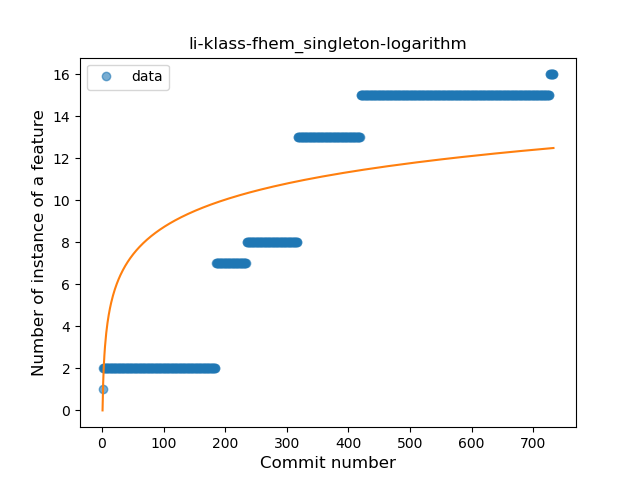 li-klass-fhem_singleton-logarithm
data
Number of instance of a feature
16
14
12
10
8
6
4
2
0
0 100 200 300 400 500 600 700
Commit number